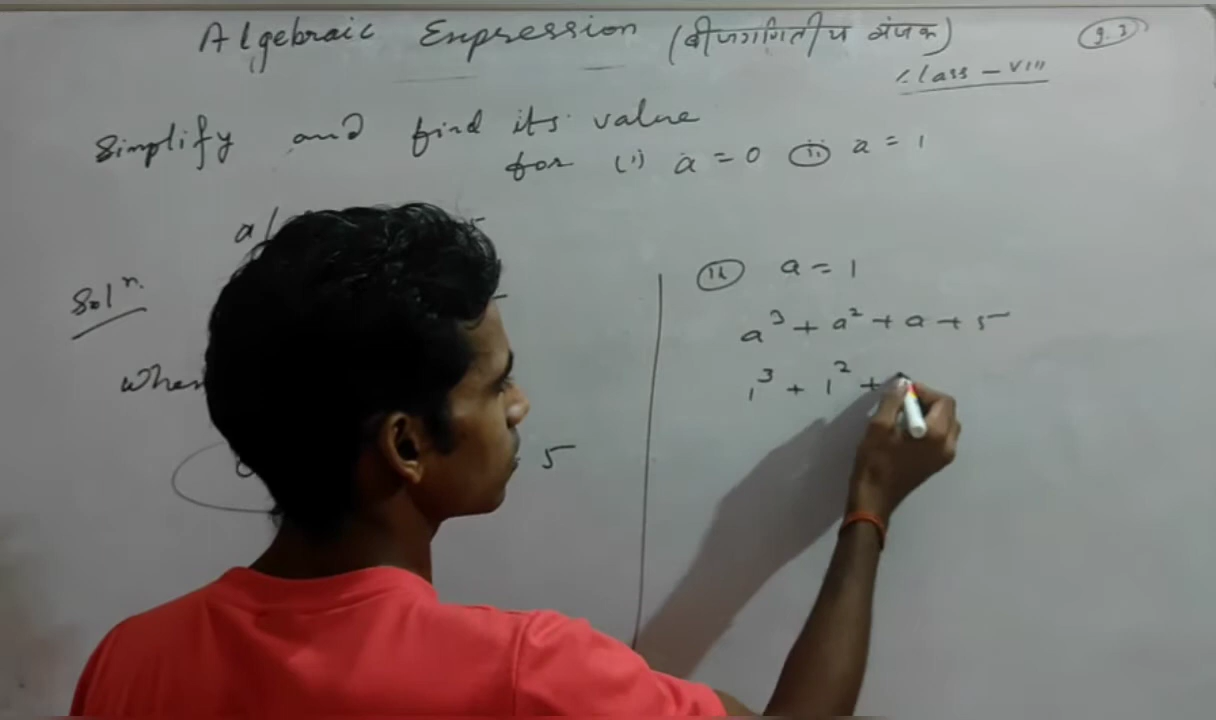 Algebraic Expression (बीजगणितीय व्यंजक) 9.3
Class - VIII
Simplify and find its value
for (i) a = 0 (ii) a = 1
a(
Solⁿ.
When
5
(ii) a = 1
a³ + a² + a + 5
1³ + 1² +